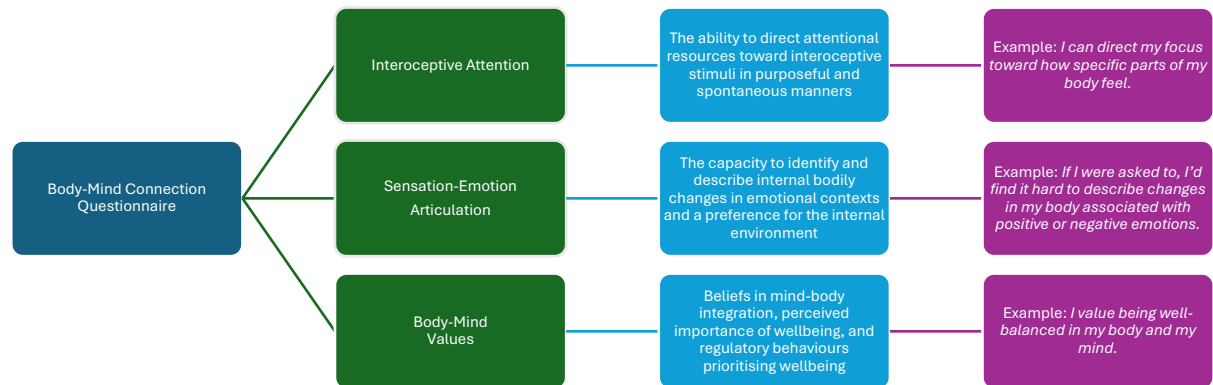 Body-Mind Connection
Questionnaire
Interoceptive Attention
The ability to direct attentional
resources toward interoceptive
stimuli in purposeful and
spontaneous manners
Example: I can direct my focus
toward how specific parts of my
body feel.
Sensation-Emotion
Articulation
The capacity to identify and
describe internal bodily
changes in emotional contexts
and a preference for the internal
environment
Example: If I were asked to, I’d
find it hard to describe changes
in my body associated with
positive or negative emotions.
Body-Mind
Values
Beliefs in mind-body
integration, perceived
importance of wellbeing, and
regulatory behaviours
prioritising wellbeing
Example: I value being well-
balanced in my body and my
mind.